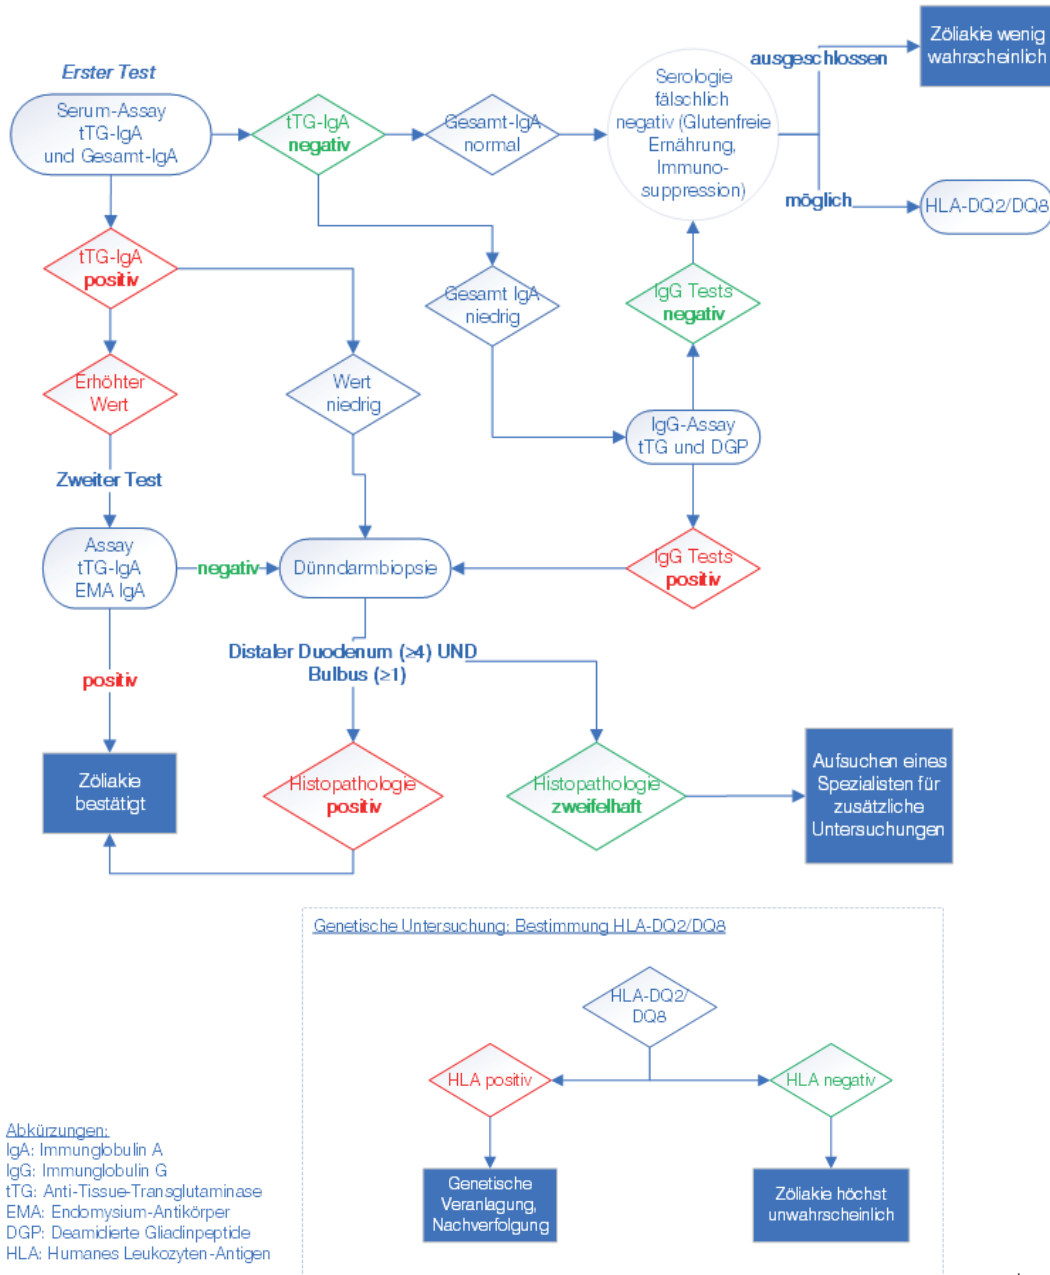 Erster Test
Serum-Assay
tTG-IgA
und Gesamt-IgA
tTG-IgA
negativ
Gesamt-IgA
normal
Serologie
fälschlich
negativ (Glutenfreie
Ernährung,
Immuno-
suppression)
ausgeschlossen
Zöliakie wenig
wahrscheinlich
möglich
HLA-DQ2/DQ8
tTG-IgA
positiv
Gesamt IgA
niedrig
IgG Tests
negativ
Erhöhter
Wert
Wert
niedrig
IgG-Assay
tTG und DGP
Zweiter Test
Assay
tTG-IgA
EMA IgA
negativ
Dünndarmbiopsie
IgG Tests
positiv
Distaler Duodenum (≥4) UND
Bulbus (≥1)
positiv
Zöliakie
bestätigt
Histopathologie
positiv
Histopathologie
zweifelhaft
Aufsuchen eines
Spezialisten für
zusätzliche
Untersuchungen
Genetische Untersuchung: Bestimmung HLA-DQ2/DQ8
HLA-DQ2/
DQ8
HLA positiv
HLA negativ
Genetische
Veranlagung,
Nachverfolgung
Zöliakie höchst
unwahrscheinlich
Abkürzungen:
IgA: Immunglobulin A
IgG: Immunglobulin G
tTG: Anti-Tissue-Transglutaminase
EMA: Endomysium-Antikörper
DGP: Deamidierte Gliadinpeptide
HLA: Humanes Leukozyten-Antigen